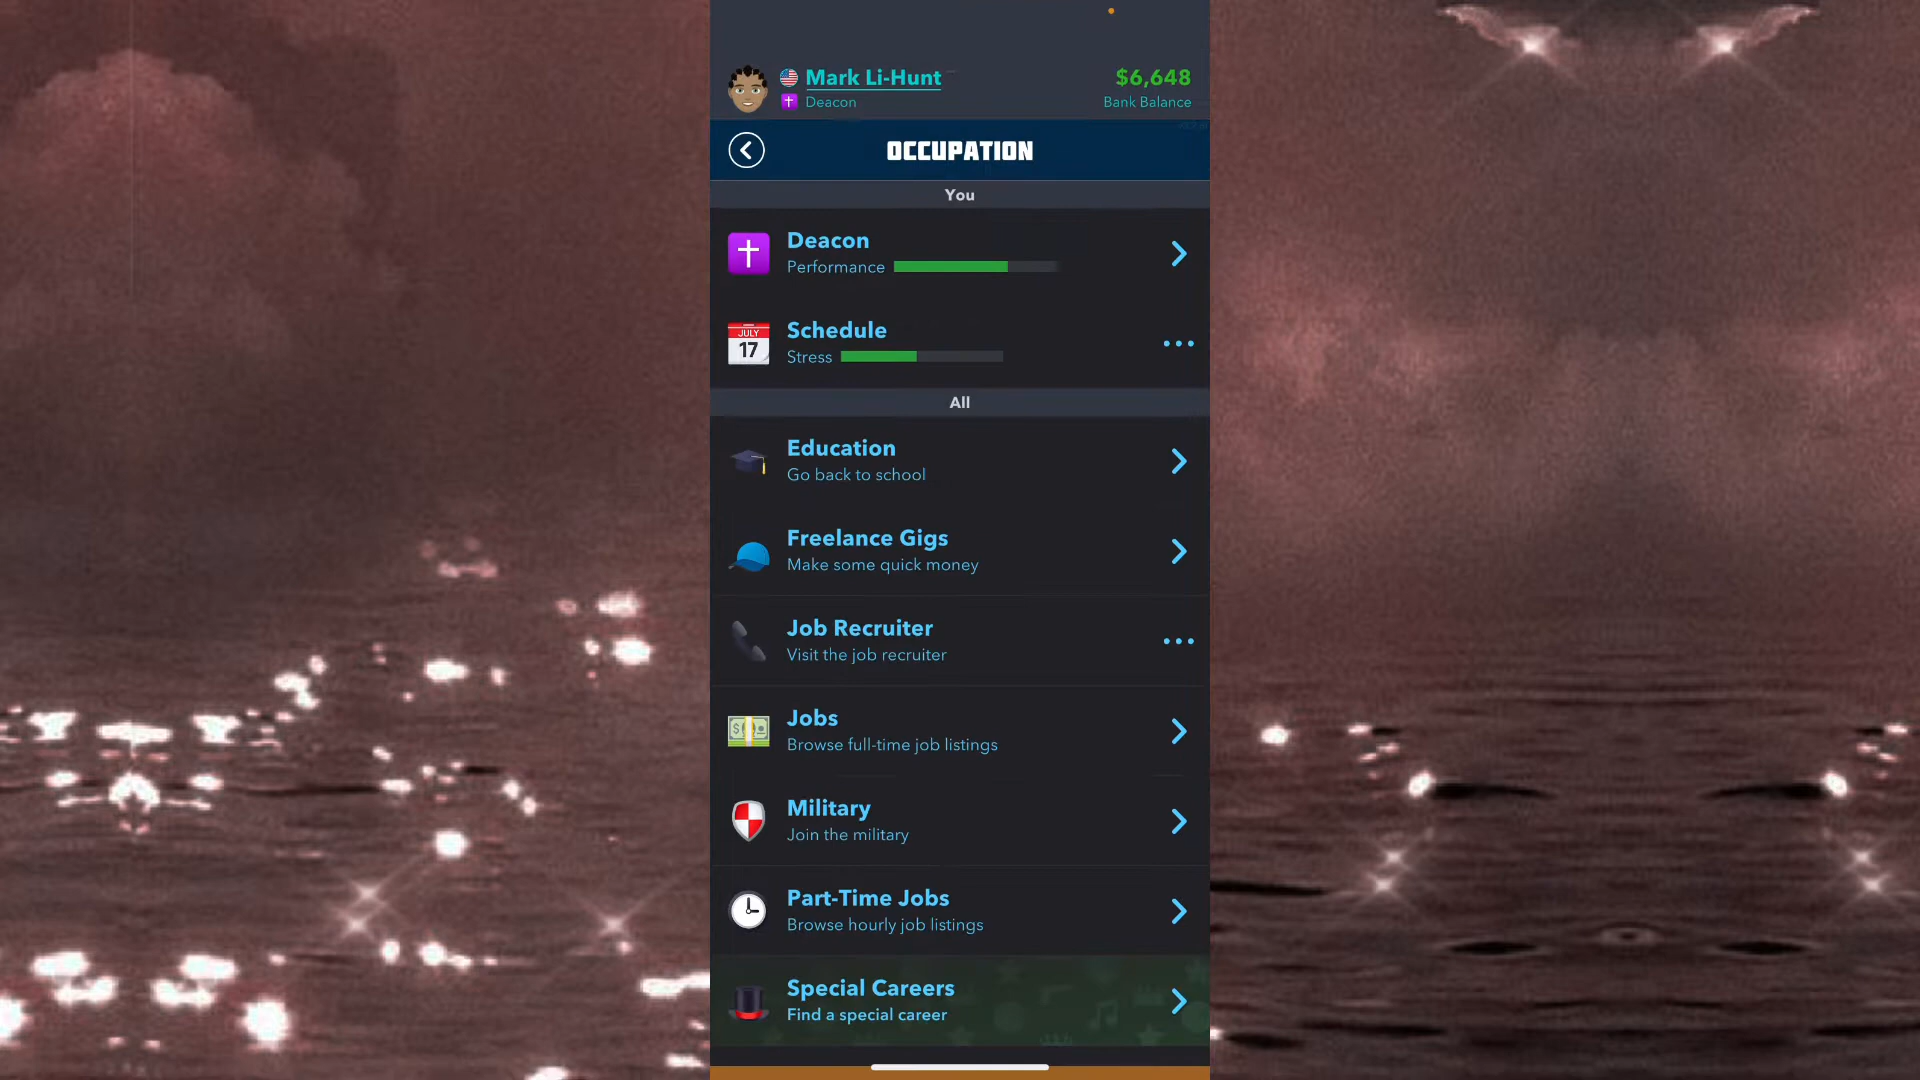 Mark Li-Hunt
$6,648
Deacon
Bank Balance
OCCUPATION
You
Deacon
Performance
JULY
17
Schedule
Stress
All
Education
Go back to school
Freelance Gigs
Make some quick money
Job Recruiter
Visit the job recruiter
Jobs
Browse full-time job listings
Military
Join the military
Part-Time Jobs
Browse hourly job listings
Special Careers
Find a special career